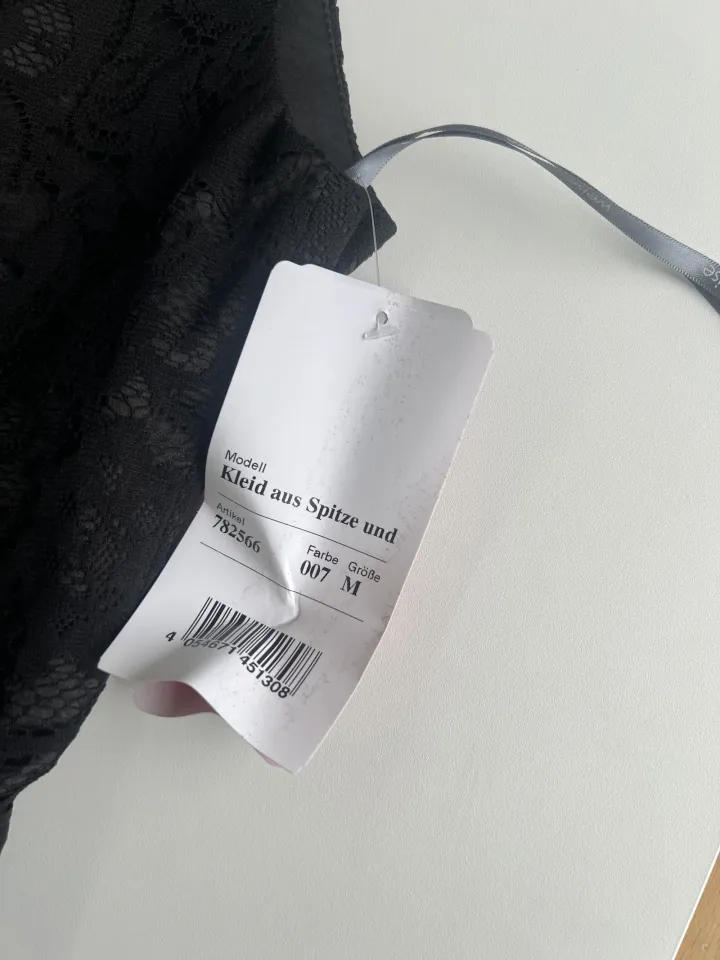 Modell
Kleid aus Spitze und
Artikel Farbe Größe
782566 007 M
4 054671 451308